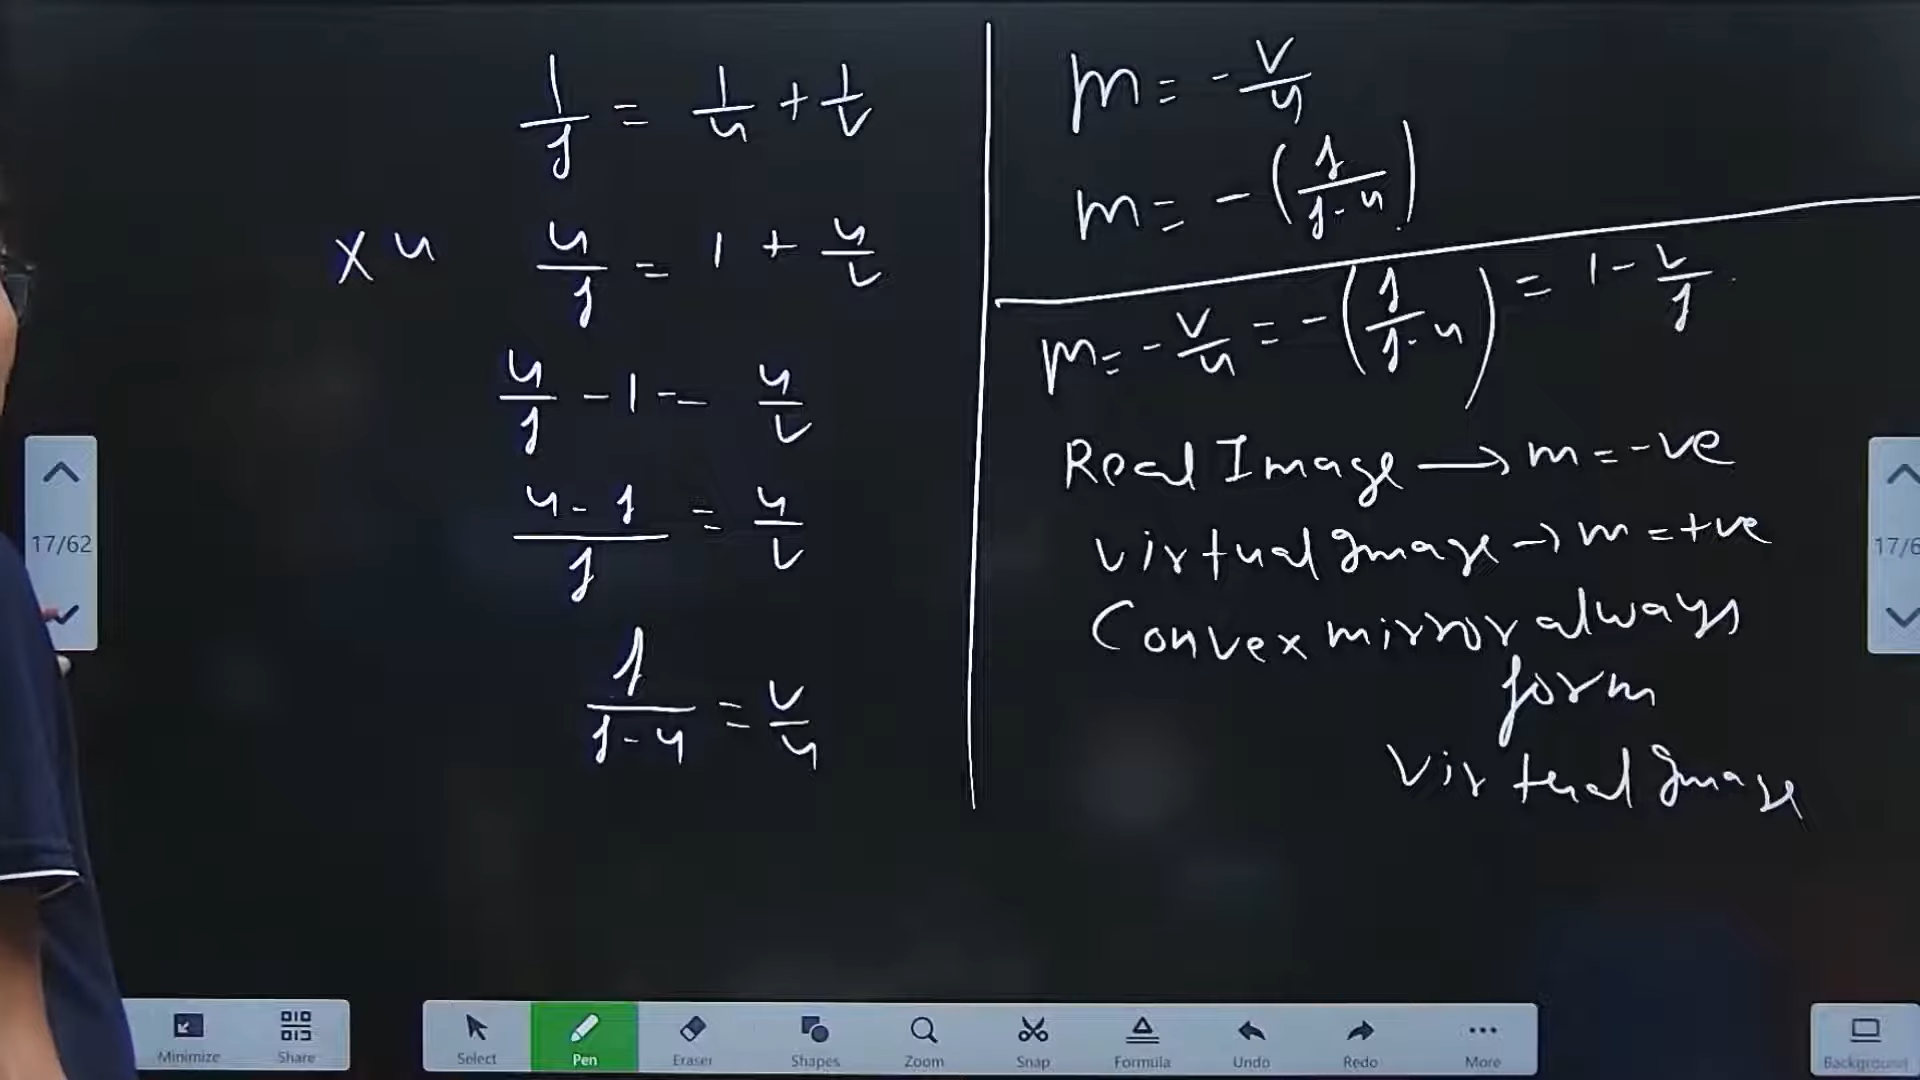 1/f = 1/u + 1/v
x u  u/f = 1 + u/v
u/f - 1 = u/v
u - f/f = u/v
f/f - u = v/u
m = - v/u
m = - (f/f - u)
m = - v/u = - (f/f - u) = 1 - v/f
Real Image → m = -ve
virtual Image → m = +ve
Convex mirror always
form
virtual Image
17/62
17/6
Minimize
Share
Select
Pen
Eraser
Shapes
Zoom
Snap
Formula
Undo
Redo
More
Background